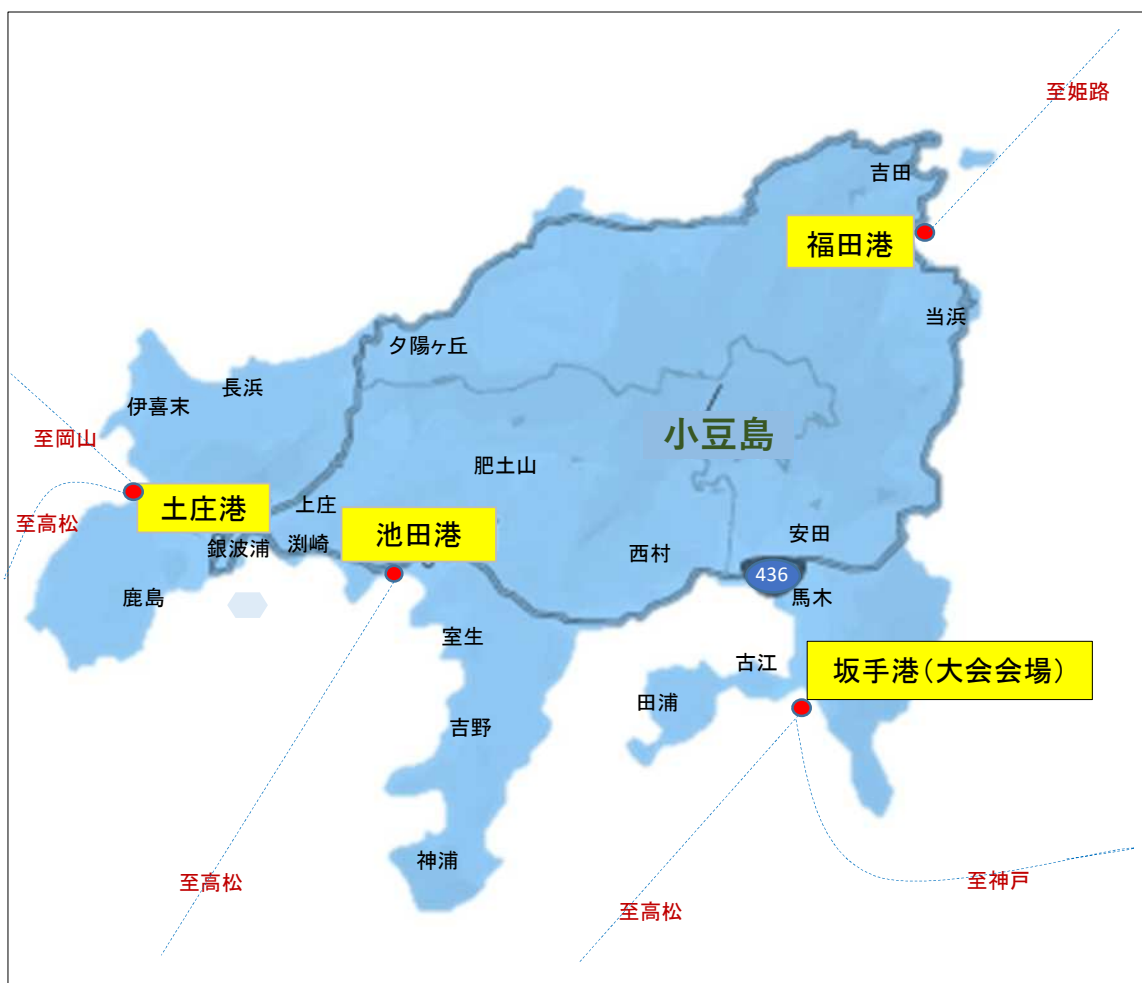 至姫路
吉田
福田港
当浜
夕陽ヶ丘
長浜
伊喜末
小豆島
至岡山
肥土山
土庄港
上庄
至高松
池田港
安田
銀波浦
渕崎
西村
436
鹿島
馬木
室生
古江
坂手港(大会会場)
田浦
吉野
神浦
至高松
至神戸
至高松